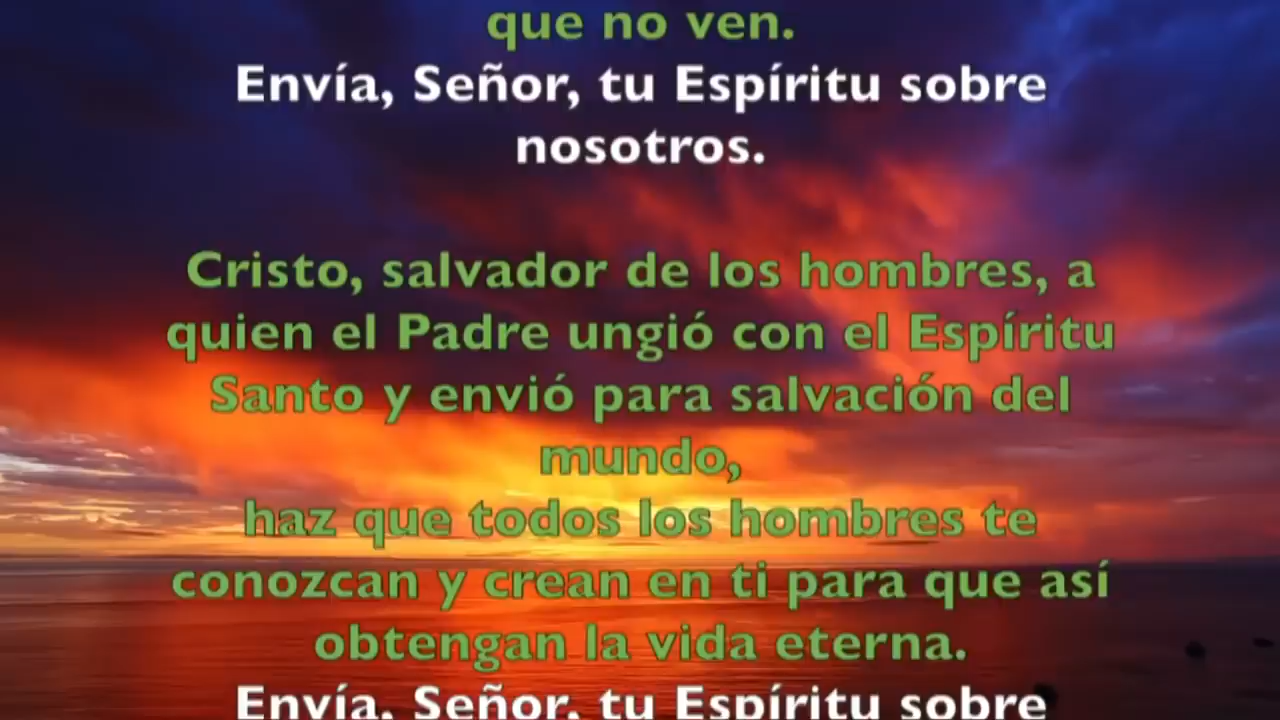 que no ven.
Envía, Señor, tu Espíritu sobre
nosotros.
Cristo, salvador de los hombres, a
quien el Padre ungió con el Espíritu
Santo y envió para salvación del
mundo,
haz que todos los hombres te
conozcan y crean en ti para que así
obtengan la vida eterna.
Envía, Señor, tu Espíritu sobre